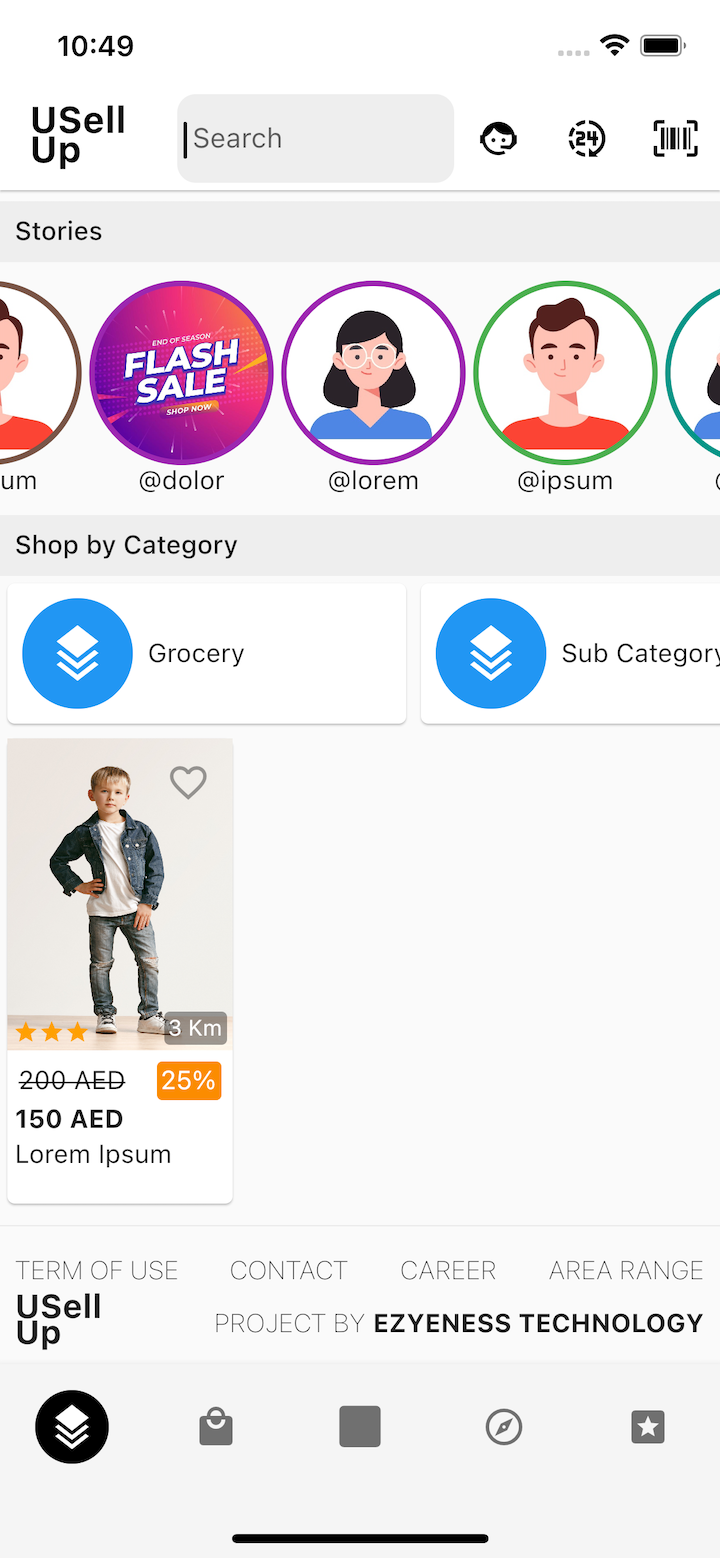 10:49
USell
Up
Search
24
Stories
END OF SEASON
FLASH
SALE
SHOP NOW
um
@dolor
@lorem
@ipsum
@
Shop by Category
Grocery
Sub Category
3 Km
200 AED
25%
150 AED
Lorem Ipsum
TERM OF USE
CONTACT
CAREER
AREA RANGE
USell
Up
PROJECT BY EZYENESS TECHNOLOGY